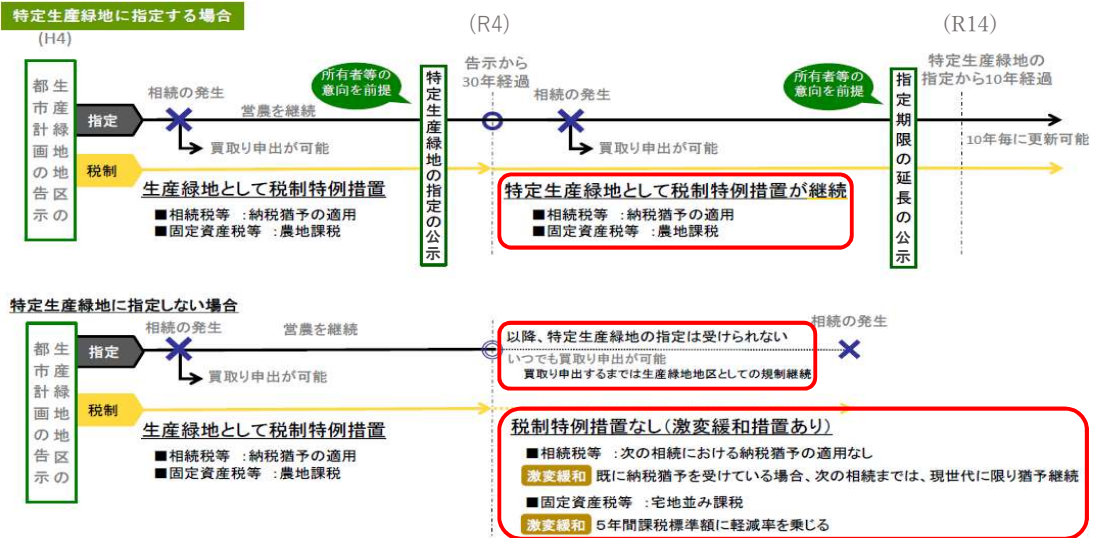 特定生産緑地に指定する場合
(H4)
(R4)
(R14)
生産緑地地区の
都市計画の告示
指定
税制
相続の発生
買取り申出が可能
営農を継続
所有者等の
意向を前提
特定生産緑地の指定の公示
告示から
30年経過
相続の発生
買取り申出が可能
所有者等の
意向を前提
指定期限の延長の公示
特定生産緑地の
指定から10年経過
10年毎に更新可能
生産緑地として税制特例措置
■相続税等 :納税猶予の適用
■固定資産税等 :農地課税
特定生産緑地として税制特例措置が継続
■相続税等 :納税猶予の適用
■固定資産税等 :農地課税
特定生産緑地に指定しない場合
生産緑地地区の
都市計画の告示
指定
税制
相続の発生
買取り申出が可能
営農を継続
以降、特定生産緑地の指定は受けられない
いつでも買取り申出が可能
買取り申出するまでは生産緑地地区としての規制継続
相続の発生
生産緑地として税制特例措置
■相続税等 :納税猶予の適用
■固定資産税等 :農地課税
税制特例措置なし(激変緩和措置あり)
■相続税等 :次の相続における納税猶予の適用なし
激変緩和 既に納税猶予を受けている場合、次の相続までは、現世代に限り猶予継続
■固定資産税等 :宅地並み課税
激変緩和 5年間課税標準額に軽減率を乗じる